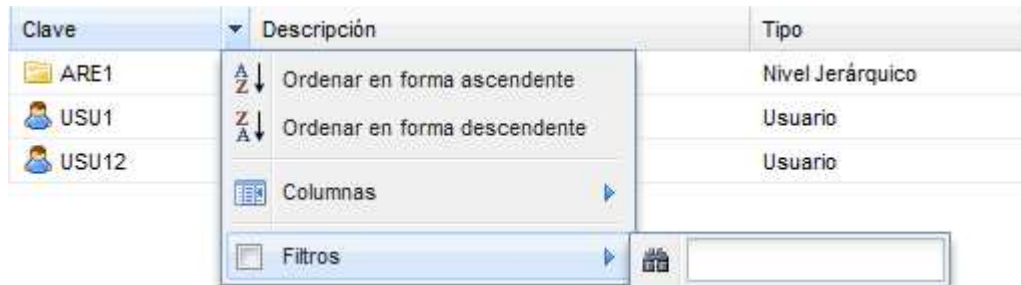 Clave Descripción Tipo
ARE1 Nivel Jerárquico
USU1 Usuario
USU12 Usuario
Ordenar en forma ascendente
Ordenar en forma descendente
Columnas
Filtros